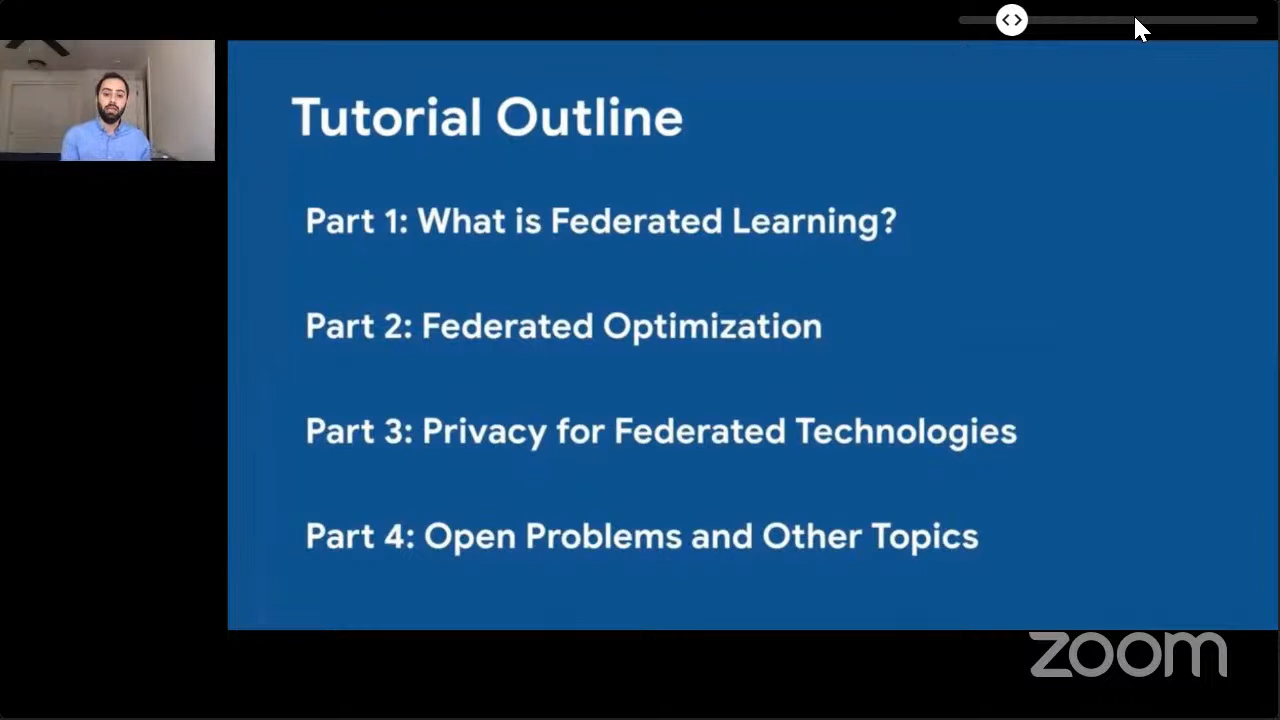 Tutorial Outline
Part 1: What is Federated Learning?
Part 2: Federated Optimization
Part 3: Privacy for Federated Technologies
Part 4: Open Problems and Other Topics
zoom